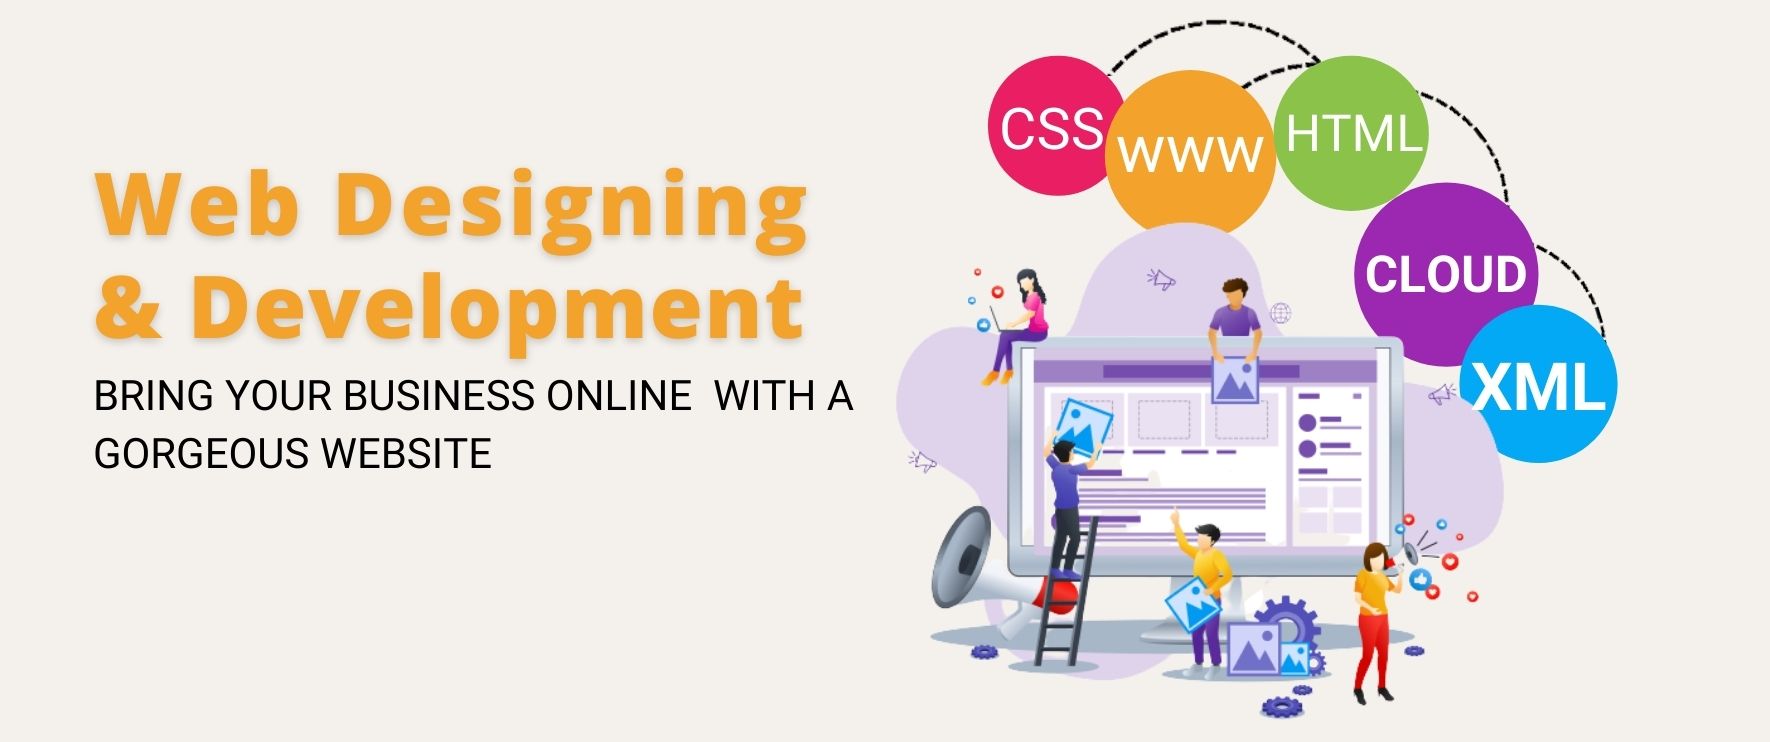 Web Designing
& Development
BRING YOUR BUSINESS ONLINE  WITH A
GORGEOUS WEBSITE
CSS
WWW
HTML
CLOUD
XML